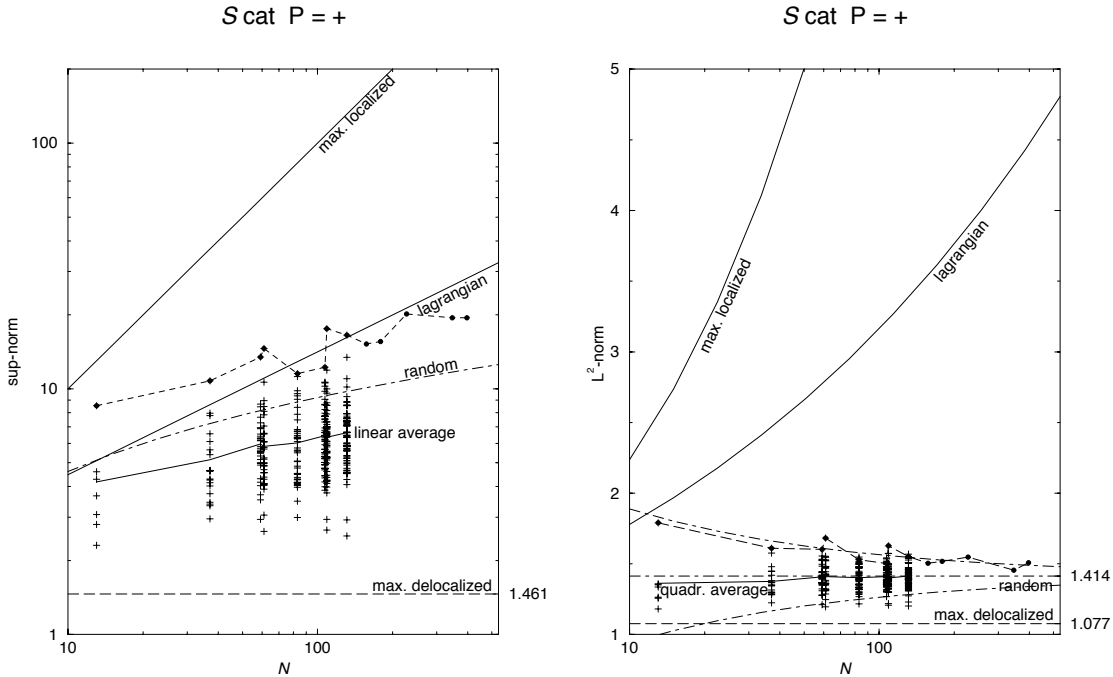 S cat P = +
S cat P = +
100
10
1
sup-norm
10
100
N
max. localized
lagrangian
random
linear average
max. delocalized
1.461
5
4
3
2
1
L²-norm
10
100
N
max. localized
lagrangian
quadr. average
random
max. delocalized
1.414
1.077